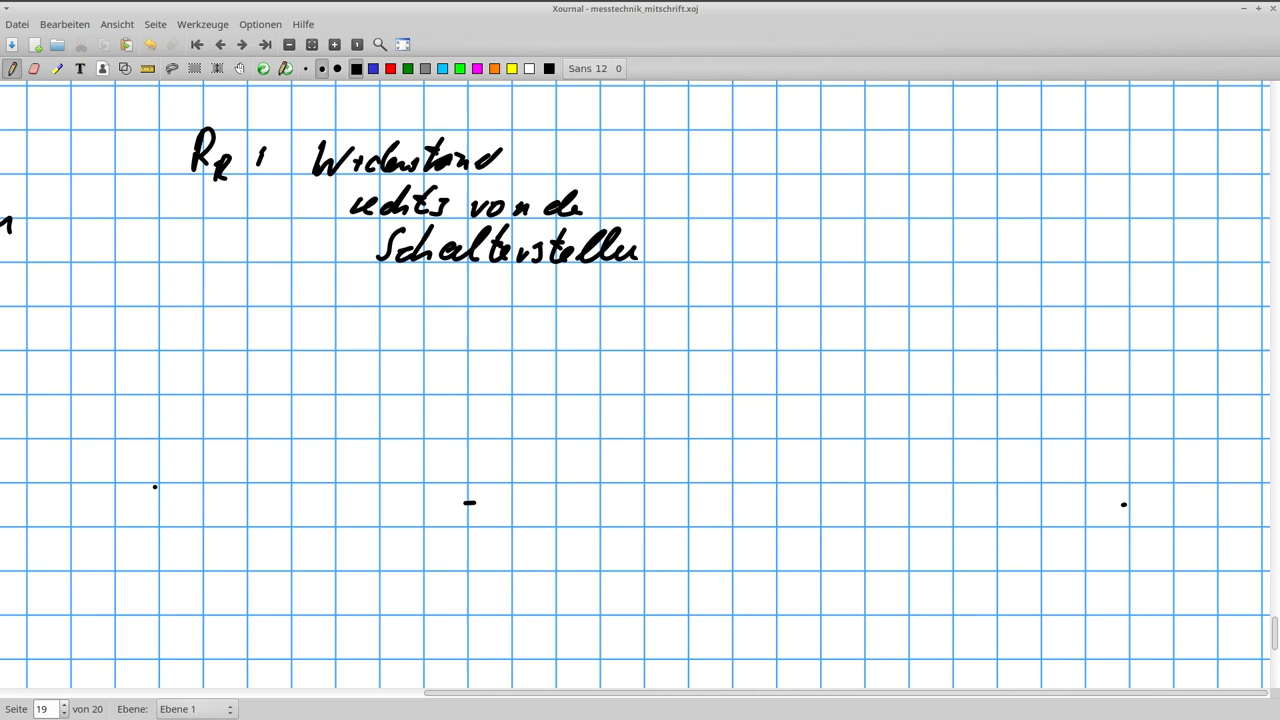 Xournal - messtechnik_mitschrift.xoj
Datei Bearbeiten Ansicht Seite Werkzeuge Optionen Hilfe
Sans 12 0
R_R : Widerstand
rechts von der
Schalterstellen
Seite 19 von 20 Ebene: Ebene 1